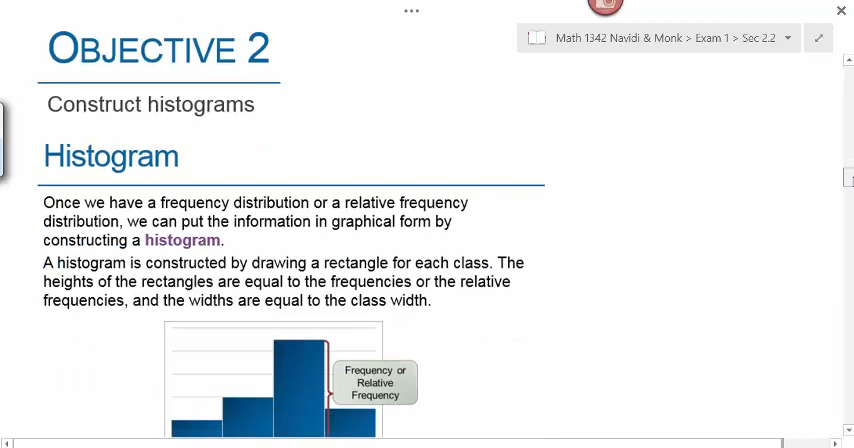 OBJECTIVE 2
Math 1342 Navidi & Monk > Exam 1 > Sec 2.2
Construct histograms
Histogram
Once we have a frequency distribution or a relative frequency
distribution, we can put the information in graphical form by
constructing a histogram.
A histogram is constructed by drawing a rectangle for each class. The
heights of the rectangles are equal to the frequencies or the relative
frequencies, and the widths are equal to the class width.
Frequency or
Relative
Frequency